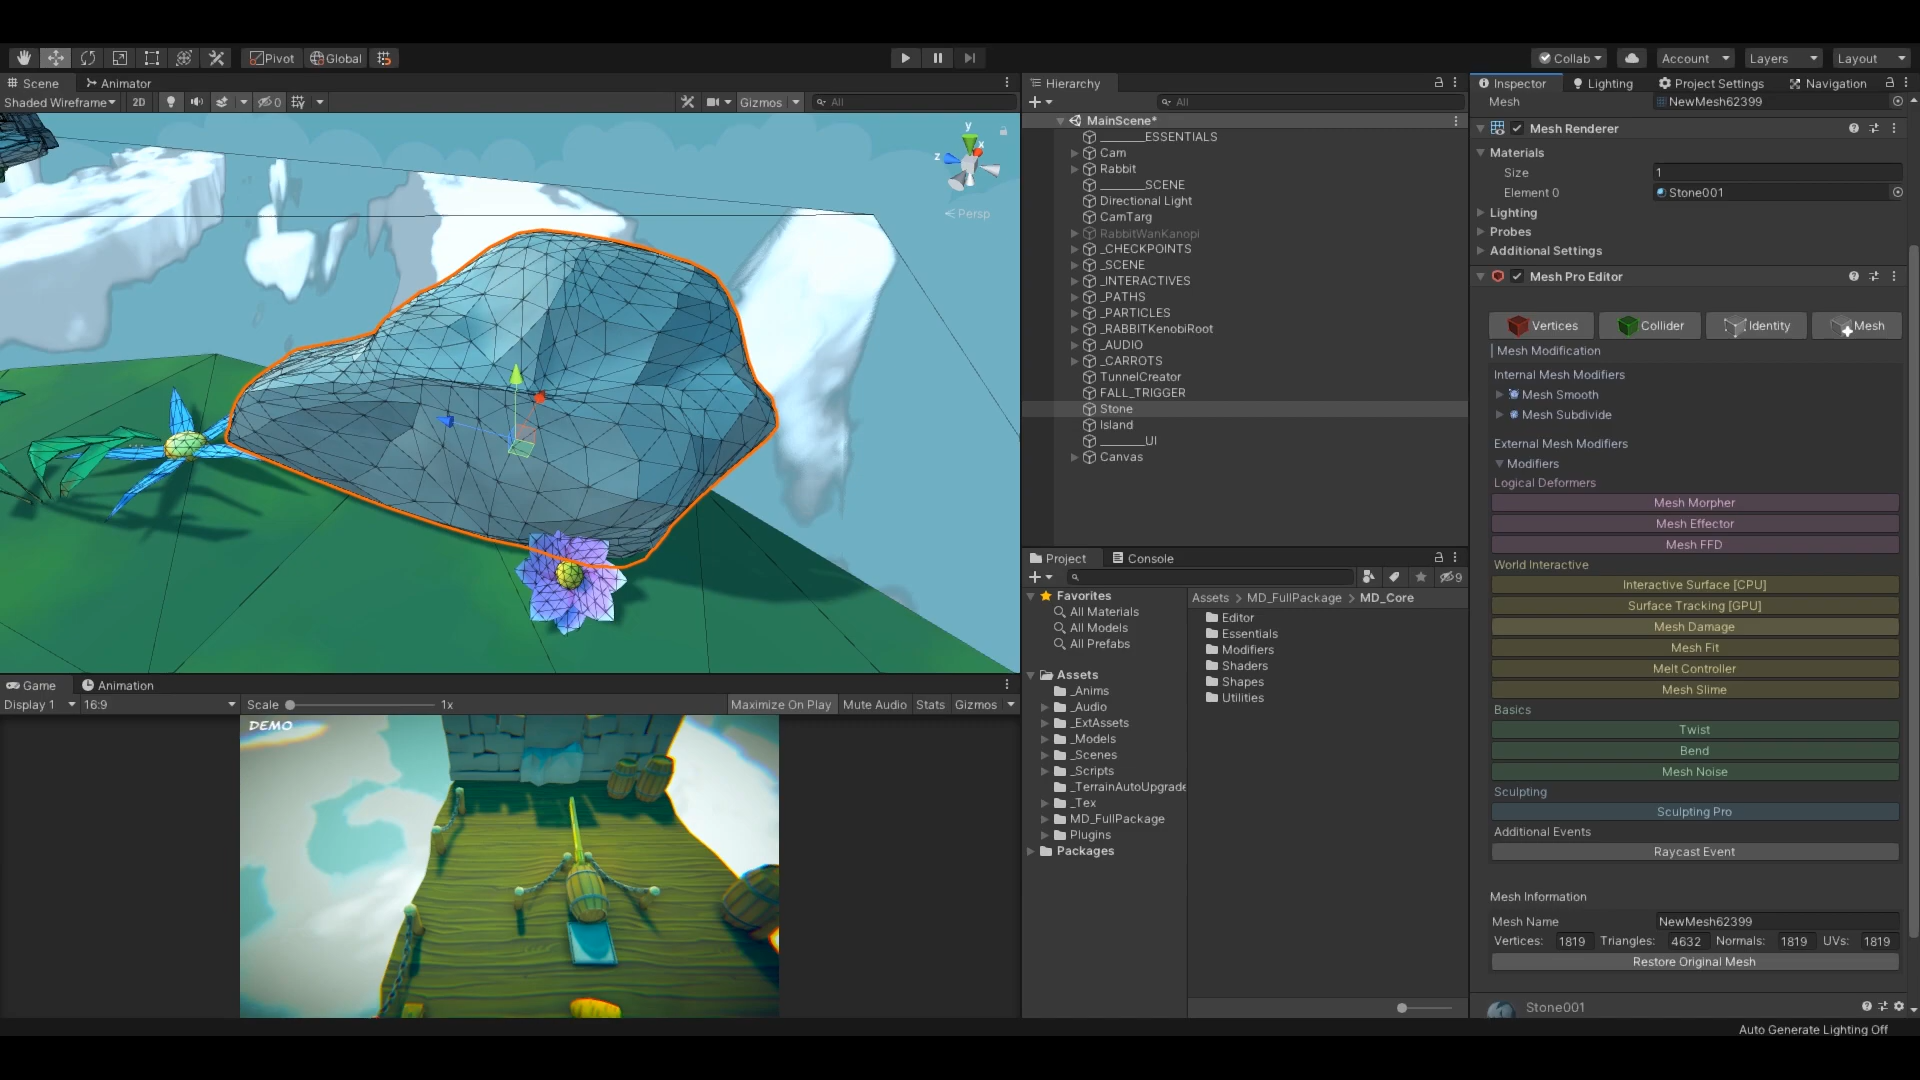 Pivot Global Collab Account Layers Layout
Scene Animator
Shaded Wireframe 2D 0 Gizmos All
y
x
z
Persp
Game Animation
Display 1 16:9 Scale 1x Maximize On Play Mute Audio Stats Gizmos
DEMO
Hierarchy
All
MainScene*
_______ESSENTIALS
Cam
Rabbit
_______SCENE
Directional Light
CamTarg
RabbitWanKanopi
_CHECKPOINTS
_SCENE
_INTERACTIVES
_PATHS
_PARTICLES
_RABBITKenobiRoot
_AUDIO
_CARROTS
TunnelCreator
FALL_TRIGGER
Stone
Island
_______UI
Canvas
Project Console
9
Favorites
All Materials
All Models
All Prefabs
Assets
_Anims
_Audio
_ExtAssets
_Models
_Scenes
_Scripts
_TerrainAutoUpgrade
_Tex
MD_FullPackage
Plugins
Packages
Assets MD_FullPackage MD_Core
Editor
Essentials
Modifiers
Shaders
Shapes
Utilities
Inspector Lighting Project Settings Navigation
Mesh NewMesh62399
Mesh Renderer
Materials
Size 1
Element 0 Stone001
Lighting
Probes
Additional Settings
Mesh Pro Editor
Vertices Collider Identity Mesh
Mesh Modification
Internal Mesh Modifiers
Mesh Smooth
Mesh Subdivide
External Mesh Modifiers
Modifiers
Logical Deformers
Mesh Morpher
Mesh Effector
Mesh FFD
World Interactive
Interactive Surface [CPU]
Surface Tracking [GPU]
Mesh Damage
Mesh Fit
Melt Controller
Mesh Slime
Basics
Twist
Bend
Mesh Noise
Sculpting
Sculpting Pro
Additional Events
Raycast Event
Mesh Information
Mesh Name NewMesh62399
Vertices: 1819 Triangles: 4632 Normals: 1819 UVs: 1819
Restore Original Mesh
Stone001
Auto Generate Lighting Off